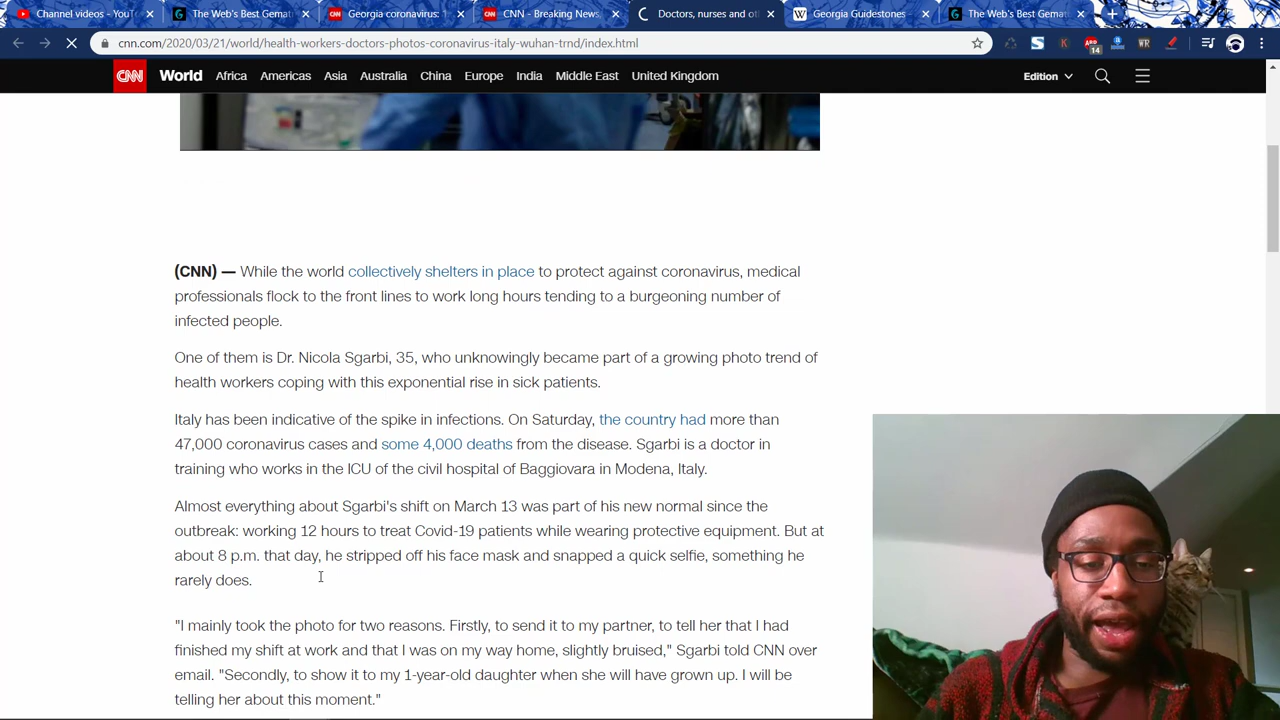 Channel videos - YouT
The Web's Best Gemat
Georgia coronavirus: 1
CNN - Breaking News,
Doctors, nurses and ot
Georgia Guidestones
The Web's Best Gemat
cnn.com/2020/03/21/world/health-workers-doctors-photos-coronavirus-italy-wuhan-trnd/index.html
14
WR
CNN World Africa Americas Asia Australia China Europe India Middle East United Kingdom Edition
(CNN) — While the world collectively shelters in place to protect against coronavirus, medical
professionals flock to the front lines to work long hours tending to a burgeoning number of
infected people.
One of them is Dr. Nicola Sgarbi, 35, who unknowingly became part of a growing photo trend of
health workers coping with this exponential rise in sick patients.
Italy has been indicative of the spike in infections. On Saturday, the country had more than
47,000 coronavirus cases and some 4,000 deaths from the disease. Sgarbi is a doctor in
training who works in the ICU of the civil hospital of Baggiovara in Modena, Italy.
Almost everything about Sgarbi's shift on March 13 was part of his new normal since the
outbreak: working 12 hours to treat Covid-19 patients while wearing protective equipment. But at
about 8 p.m. that day, he stripped off his face mask and snapped a quick selfie, something he
rarely does.
"I mainly took the photo for two reasons. Firstly, to send it to my partner, to tell her that I had
finished my shift at work and that I was on my way home, slightly bruised," Sgarbi told CNN over
email. "Secondly, to show it to my 1-year-old daughter when she will have grown up. I will be
telling her about this moment."